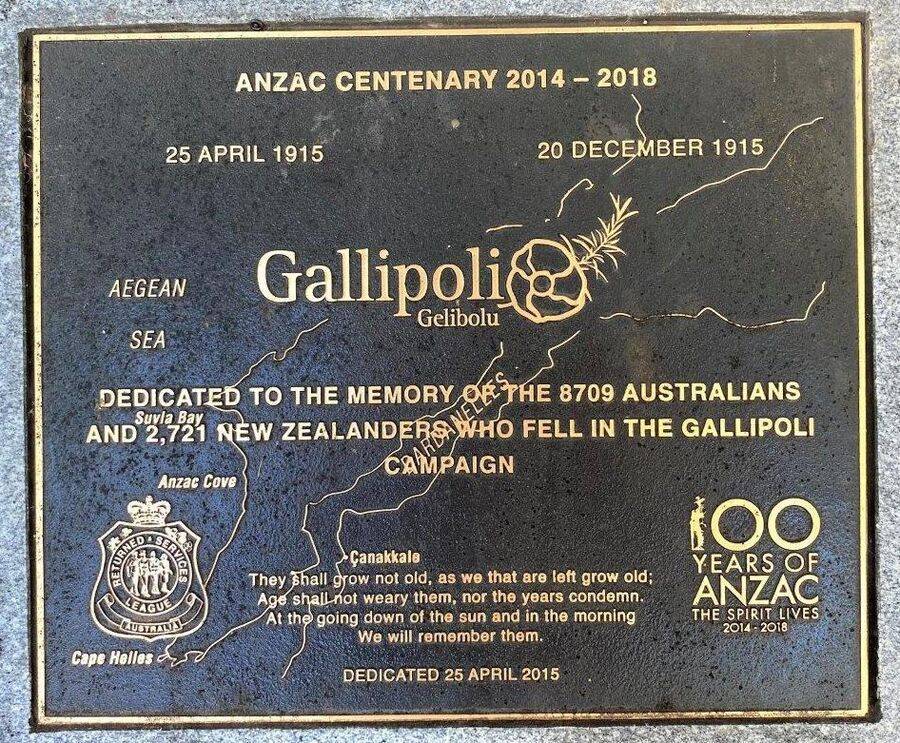 ANZAC CENTENARY 2014 – 2018
25 APRIL 1915
20 DECEMBER 1915
Gallipoli
Gelibolu
AEGEAN
SEA
DEDICATED TO THE MEMORY OF THE 8709 AUSTRALIANS
Suvla Bay
AND 2,721 NEW ZEALANDERS WHO FELL IN THE GALLIPOLI
DARDANELLES
CAMPAIGN
Anzac Cove
RETURNED & SERVICES
LEAGUE
AUSTRALIA
100
YEARS OF
ANZAC
THE SPIRIT LIVES
2014 - 2018
Çanakkale
They shall grow not old, as we that are left grow old;
Age shall not weary them, nor the years condemn.
At the going down of the sun and in the morning
We will remember them.
Cape Helles
DEDICATED 25 APRIL 2015